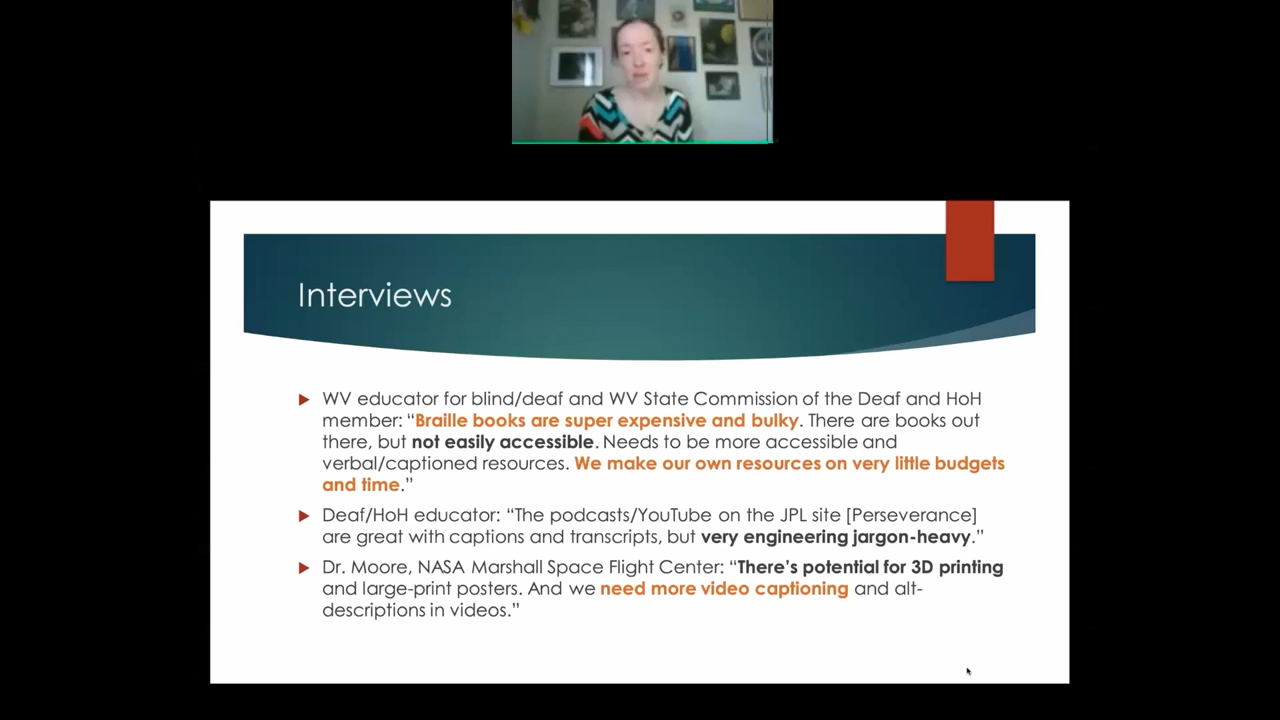 Interviews
WV educator for blind/deaf and WV State Commission of the Deaf and HoH
member: “Braille books are super expensive and bulky. There are books out
there, but not easily accessible. Needs to be more accessible and
verbal/captioned resources. We make our own resources on very little budgets
and time.”
Deaf/HoH educator: “The podcasts/YouTube on the JPL site [Perseverance]
are great with captions and transcripts, but very engineering jargon-heavy.”
Dr. Moore, NASA Marshall Space Flight Center: “There’s potential for 3D printing
and large-print posters. And we need more video captioning and alt-
descriptions in videos.”